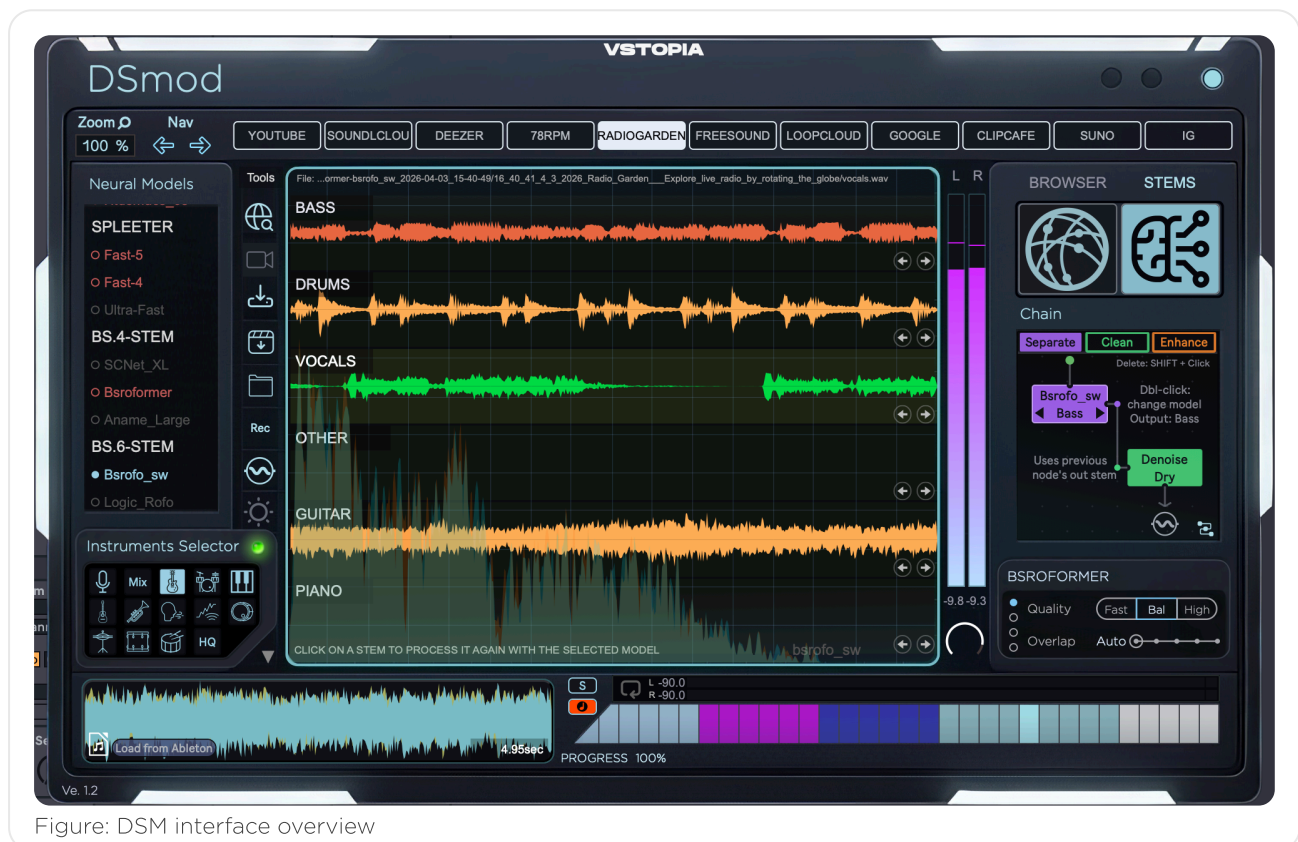 VSTOPIA
DSmod
Zoom
Nav
100 %
YOUTUBE
SOUNDLCLOU
DEEZER
78RPM
RADIOGARDEN
FREESOUND
LOOPCLOUD
GOOGLE
CLIPCAFE
SUNO
IG
Neural Models
SPLEETER
Fast-5
Fast-4
Ultra-Fast
BS.4-STEM
SCNet_XL
Bsroformer
Aname_Large
BS.6-STEM
Bsrofo_sw
Logic_Rofo
Instruments Selector
Mix
HQ
Tools
Rec
File: ...ormer-bsrofo_sw_2026-04-03_15-40-49/16_40_41_4_3_2026_Radio_Garden___Explore_live_radio_by_rotating_the_globe/vocals.wav
BASS
DRUMS
VOCALS
OTHER
GUITAR
PIANO
CLICK ON A STEM TO PROCESS IT AGAIN WITH THE SELECTED MODEL
bsrofo_sw
L R
-9.8 -9.3
BROWSER
STEMS
Chain
Separate
Clean
Enhance
Delete: SHIFT + Click
Bsrofo_sw
Bass
Dbl-click:
change model
Output: Bass
Uses previous
node's out stem
Denoise
Dry
BSROFORMER
Quality
Fast
Bal
High
Overlap
Auto
Load from Ableton
4.95sec
S
L -90.0
R -90.0
PROGRESS 100%
Ve. 1.2
Figure: DSM interface overview